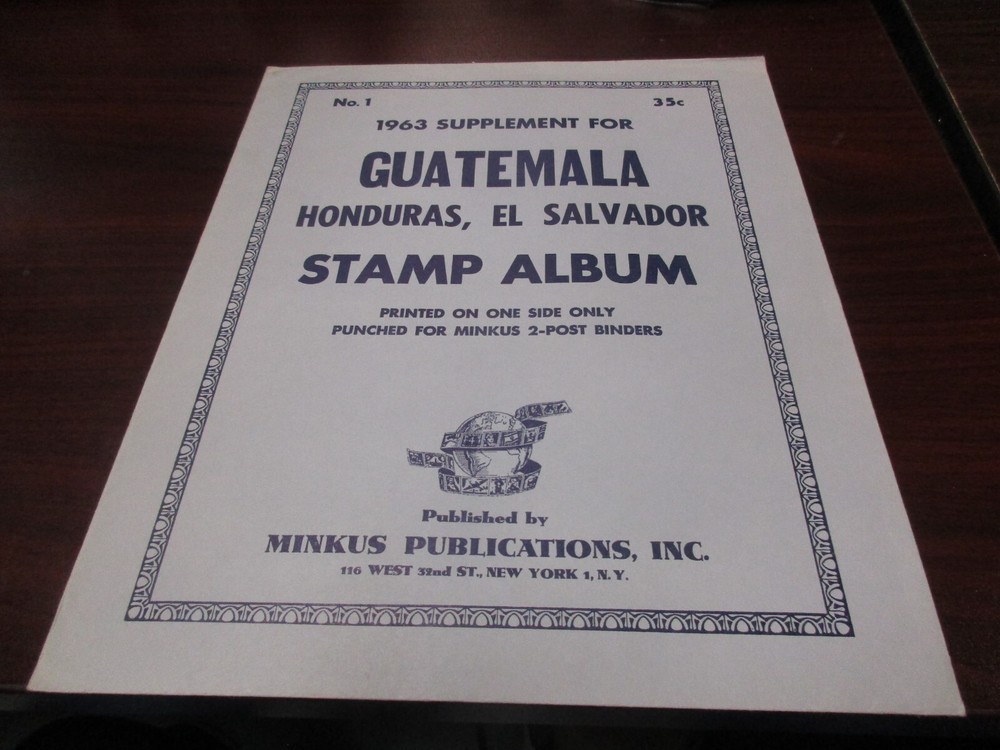 No. 1 35c
1963 SUPPLEMENT FOR
GUATEMALA
HONDURAS, EL SALVADOR
STAMP ALBUM
PRINTED ON ONE SIDE ONLY
PUNCHED FOR MINKUS 2-POST BINDERS
Published by
MINKUS PUBLICATIONS, INC.
116 WEST 32nd ST., NEW YORK 1, N. Y.